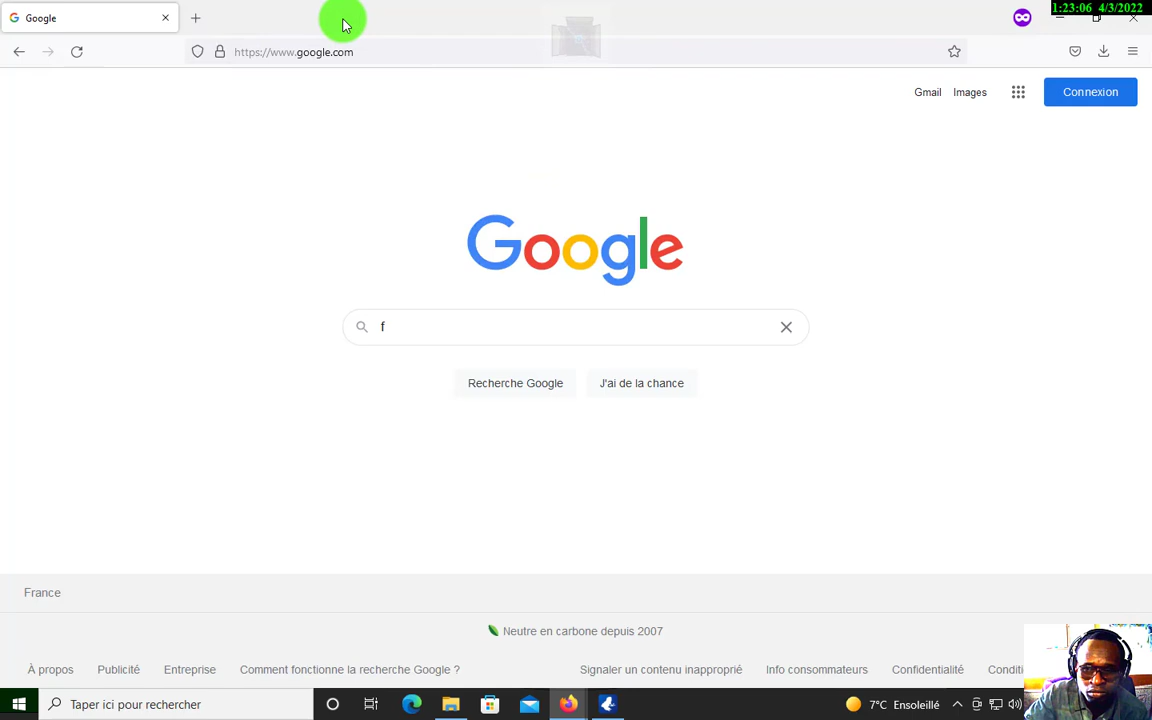 1:23:06 4/3/2022
Google
https://www.google.com
Gmail
Images
Connexion
Google
f
Recherche Google
J'ai de la chance
France
Neutre en carbone depuis 2007
À propos
Publicité
Entreprise
Comment fonctionne la recherche Google ?
Signaler un contenu inapproprié
Info consommateurs
Confidentialité
Conditi
Taper ici pour rechercher
7°C Ensoleillé